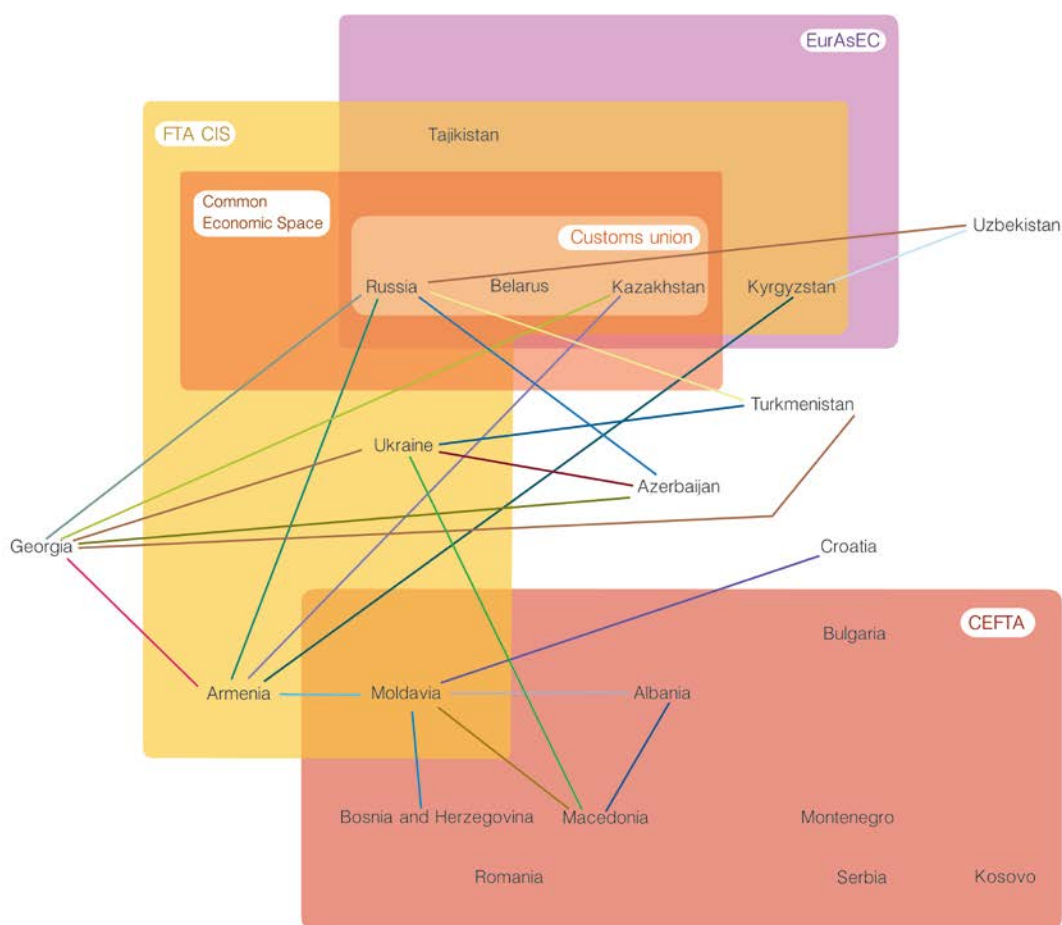 EurAsEC
FTA CIS
Tajikistan
Common
Economic Space
Customs union
Uzbekistan
Russia
Belarus
Kazakhstan
Kyrgyzstan
Turkmenistan
Ukraine
Azerbaijan
Georgia
Croatia
CEFTA
Bulgaria
Armenia
Moldavia
Albania
Bosnia and Herzegovina
Macedonia
Montenegro
Romania
Serbia
Kosovo